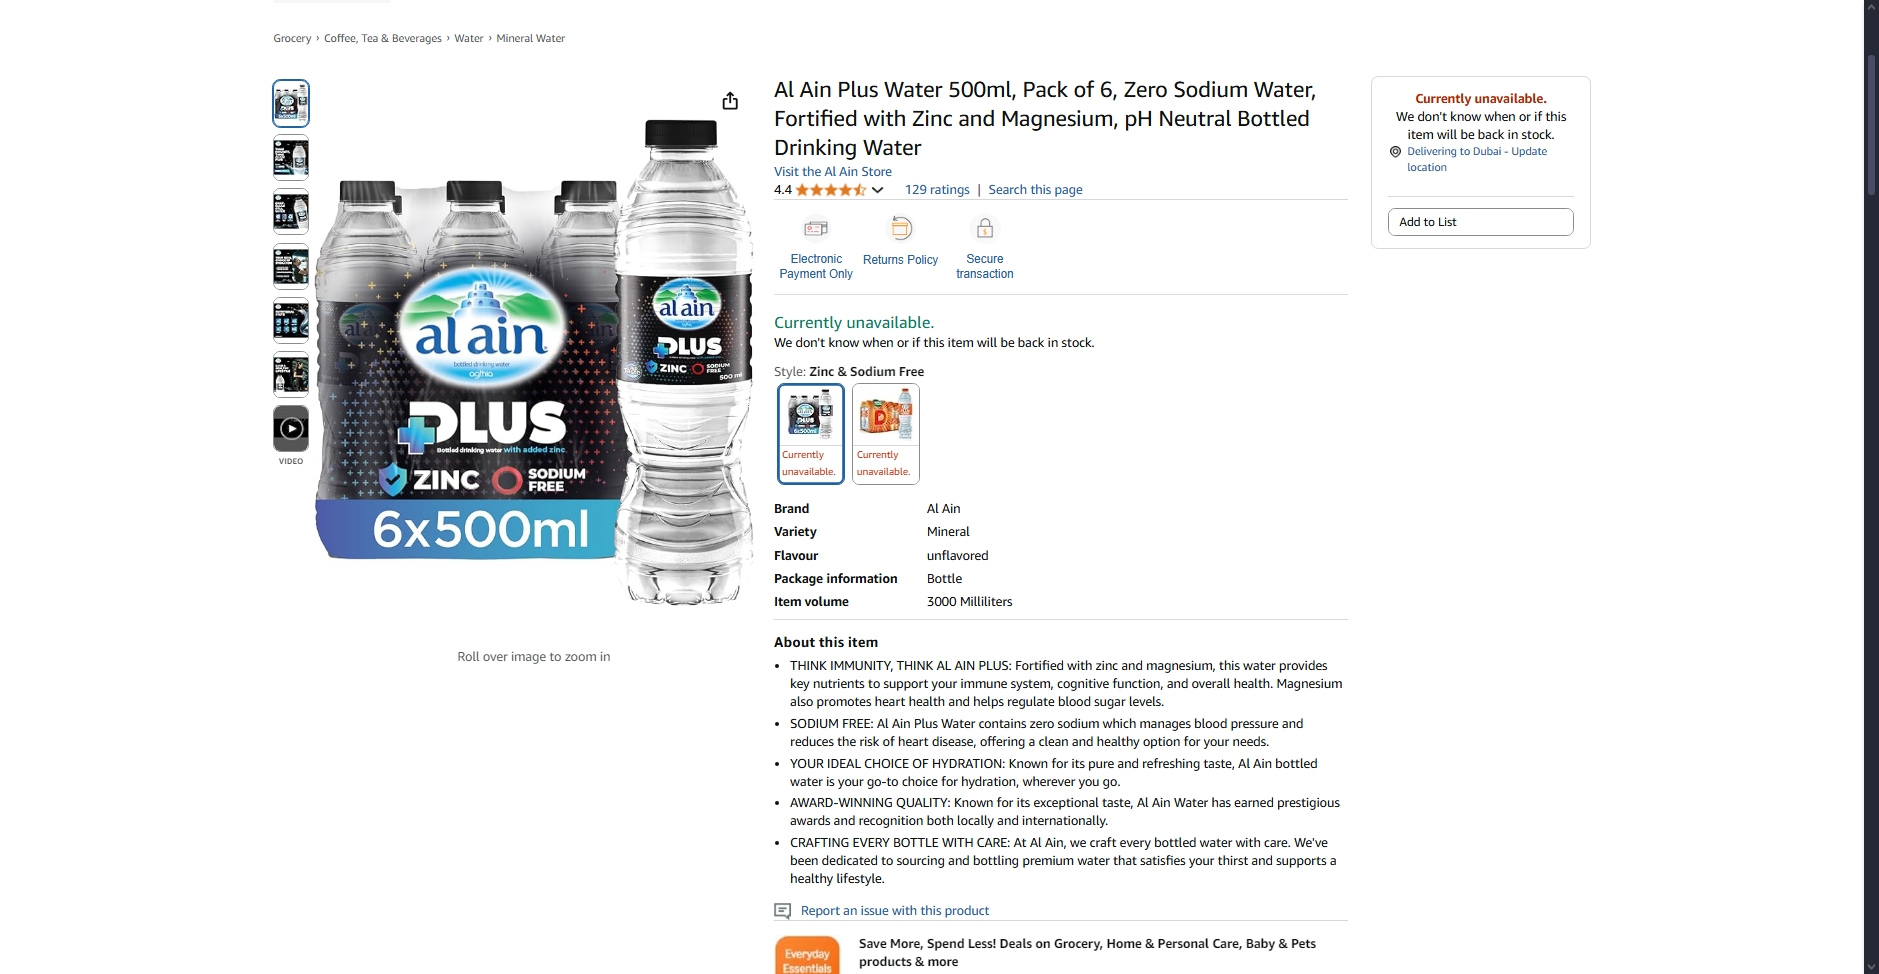 Grocery › Coffee, Tea & Beverages › Water › Mineral Water
VIDEO
al ain
bottled drinking water
agthia
PLUS
Bottled drinking water with added zinc
ZINC
SODIUM
FREE
6x500ml
al ain
PLUS
ZINC
SODIUM
FREE
500 ml
Roll over image to zoom in
Al Ain Plus Water 500ml, Pack of 6, Zero Sodium Water,
Fortified with Zinc and Magnesium, pH Neutral Bottled
Drinking Water
Visit the Al Ain Store
4.4
129 ratings | Search this page
Electronic
Payment Only
Returns Policy
Secure
transaction
Currently unavailable.
We don't know when or if this item will be back in stock.
Style: Zinc & Sodium Free
al ain
6x500ml
Currently
unavailable.
D
Currently
unavailable.
Brand Al Ain
Variety Mineral
Flavour unflavored
Package information Bottle
Item volume 3000 Milliliters
About this item
• THINK IMMUNITY, THINK AL AIN PLUS: Fortified with zinc and magnesium, this water provides
key nutrients to support your immune system, cognitive function, and overall health. Magnesium
also promotes heart health and helps regulate blood sugar levels.
• SODIUM FREE: Al Ain Plus Water contains zero sodium which manages blood pressure and
reduces the risk of heart disease, offering a clean and healthy option for your needs.
• YOUR IDEAL CHOICE OF HYDRATION: Known for its pure and refreshing taste, Al Ain bottled
water is your go-to choice for hydration, wherever you go.
• AWARD-WINNING QUALITY: Known for its exceptional taste, Al Ain Water has earned prestigious
awards and recognition both locally and internationally.
• CRAFTING EVERY BOTTLE WITH CARE: At Al Ain, we craft every bottled water with care. We've
been dedicated to sourcing and bottling premium water that satisfies your thirst and supports a
healthy lifestyle.
Report an issue with this product
Everyday
Essentials
Save More, Spend Less! Deals on Grocery, Home & Personal Care, Baby & Pets
products & more
Currently unavailable.
We don't know when or if this
item will be back in stock.
Delivering to Dubai - Update
location
Add to List